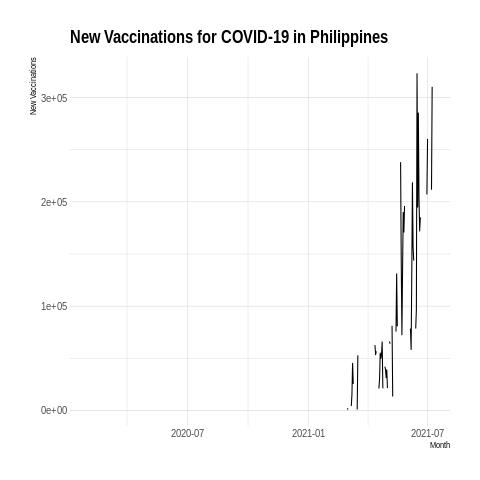 New Vaccinations for COVID-19 in Philippines
New Vaccinations
3e+05
2e+05
1e+05
0e+00
2020-07
2021-01
2021-07
Month